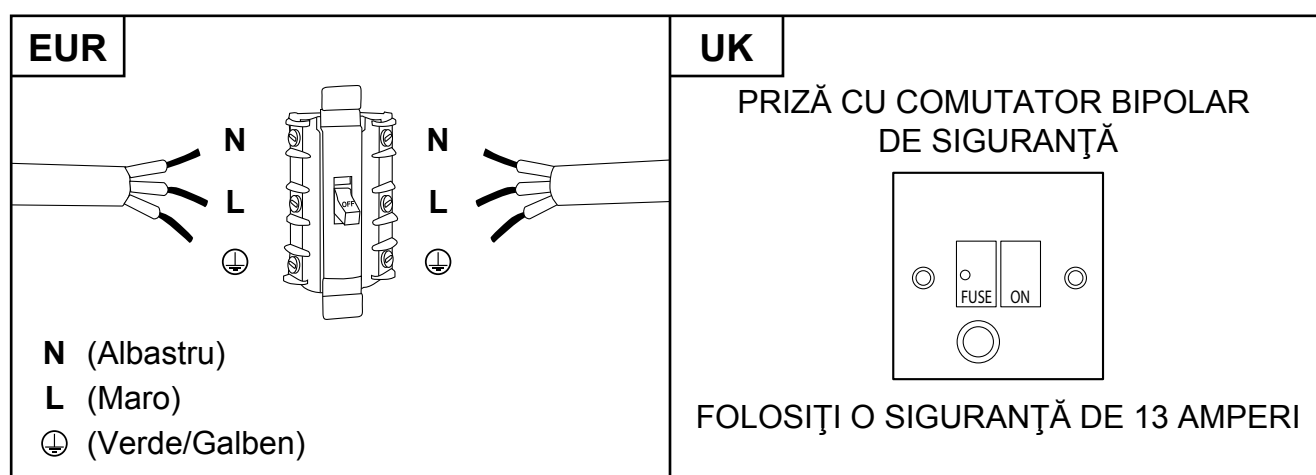 EUR
N
N
L
L
OFF
N (Albastru)
L (Maro)
(Verde/Galben)
UK
PRIZĂ CU COMUTATOR BIPOLAR
DE SIGURANŢĂ
FUSE ON
FOLOSIŢI O SIGURANŢĂ DE 13 AMPERI